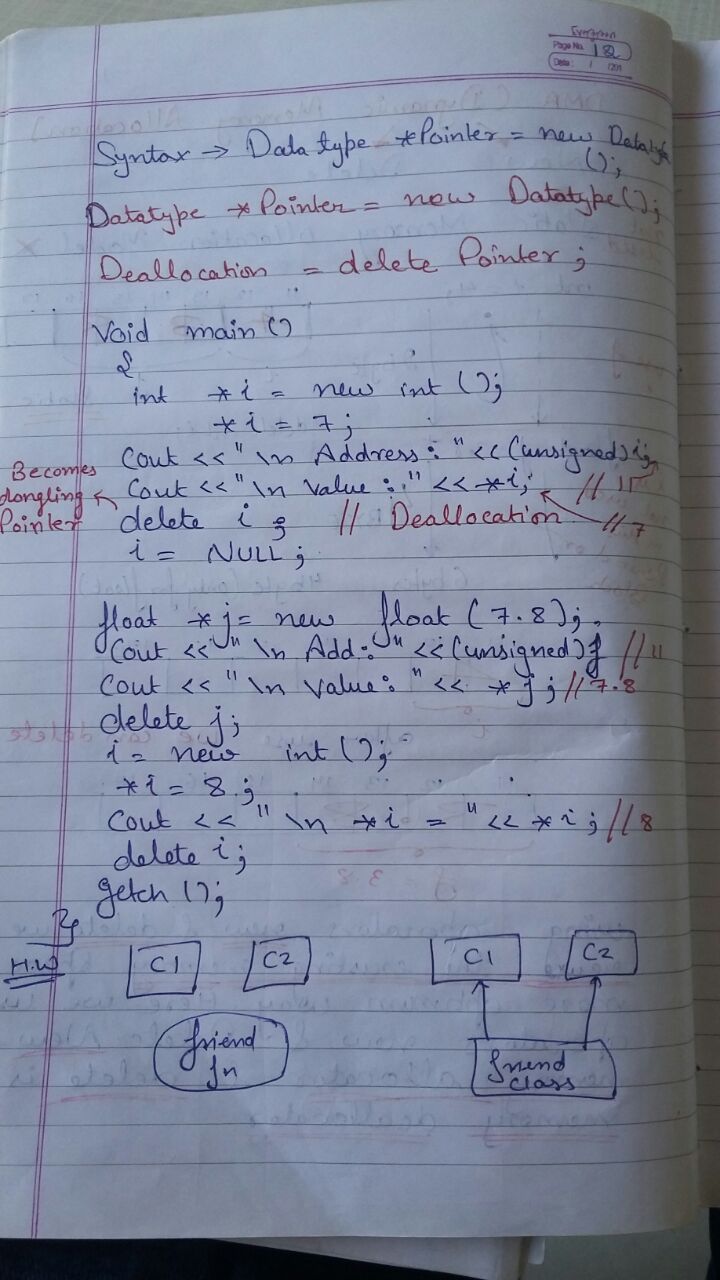 Evergreen
Page No. 12
Date: / /201
Syntax → Data type *Pointer = new Datatype
();
Datatype *Pointer = new Datatype();
Deallocation = delete Pointer;
Void main()
{
int *i = new int ();
*i = 7;
Cout <<"\n Address: "<< (unsigned) i;
Becomes
dangling
Pointer
Cout <<"\n Value: " << *i; // 11
delete i; // Deallocation //7
i = NULL;
float *j = new float (7.8);
Cout <<"\n Add: " << (unsigned) j // 11
Cout << "\n Value: " << *j; // 7.8
delete j;
i = new int ();
*i = 8;
Cout << "\n *i = " << *i; // 8
delete i;
getch ();
}
H.W
C1 C2 C1 C2
friend
fn
friend
class